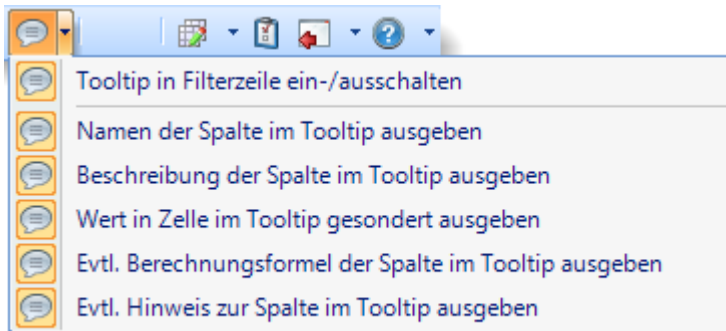 Tooltip in Filterzeile ein-/ausschalten
Namen der Spalte im Tooltip ausgeben
Beschreibung der Spalte im Tooltip ausgeben
Wert in Zelle im Tooltip gesondert ausgeben
Evtl. Berechnungsformel der Spalte im Tooltip ausgeben
Evtl. Hinweis zur Spalte im Tooltip ausgeben